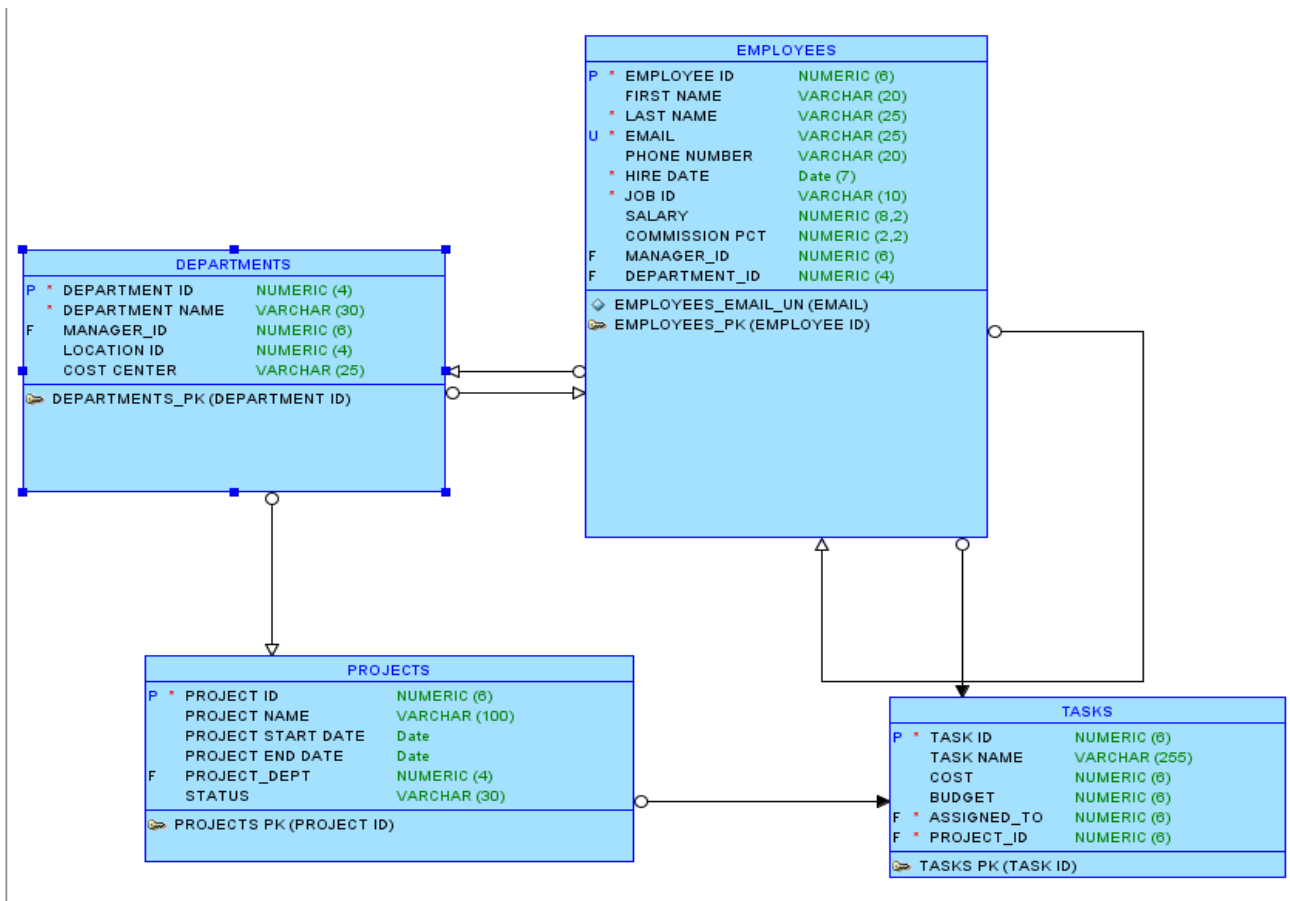 EMPLOYEES
P * EMPLOYEE ID NUMERIC (6)
FIRST NAME VARCHAR (20)
* LAST NAME VARCHAR (25)
U * EMAIL VARCHAR (25)
PHONE NUMBER VARCHAR (20)
* HIRE DATE Date (7)
* JOB ID VARCHAR (10)
SALARY NUMERIC (8,2)
COMMISSION PCT NUMERIC (2,2)
F MANAGER_ID NUMERIC (6)
F DEPARTMENT_ID NUMERIC (4)
EMPLOYEES_EMAIL_UN (EMAIL)
EMPLOYEES_PK (EMPLOYEE ID)
DEPARTMENTS
P * DEPARTMENT ID NUMERIC (4)
* DEPARTMENT NAME VARCHAR (30)
F MANAGER_ID NUMERIC (6)
LOCATION ID NUMERIC (4)
COST CENTER VARCHAR (25)
DEPARTMENTS_PK (DEPARTMENT ID)
PROJECTS
P * PROJECT ID NUMERIC (6)
PROJECT NAME VARCHAR (100)
PROJECT START DATE Date
PROJECT END DATE Date
F PROJECT_DEPT NUMERIC (4)
STATUS VARCHAR (30)
PROJECTS PK (PROJECT ID)
TASKS
P * TASK ID NUMERIC (6)
TASK NAME VARCHAR (255)
COST NUMERIC (6)
BUDGET NUMERIC (6)
F * ASSIGNED_TO NUMERIC (6)
F * PROJECT_ID NUMERIC (6)
TASKS PK (TASK ID)